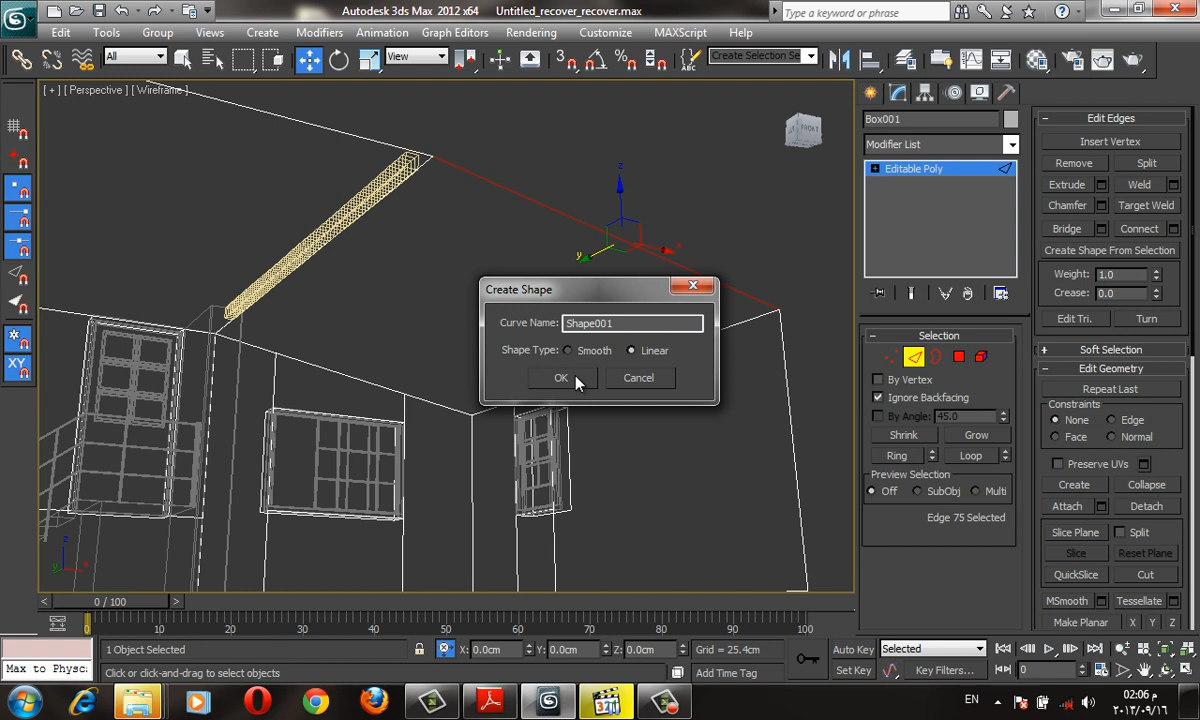 Autodesk 3ds Max 2012 x64    Untitled_recover_recover.max
Type a keyword or phrase
Edit Tools Group Views Create Modifiers Animation Graph Editors Rendering Customize MAXScript Help
All View Create Selection Se
[ + ] [ Perspective ] [ Wireframe ]
FRONT
Box001
Modifier List
Editable Poly
Edit Edges
Insert Vertex
Remove Split
Extrude Weld
Chamfer Target Weld
Bridge Connect
Create Shape From Selection
Weight: 1.0
Crease: 0.0
Edit Tri. Turn
z
x
y
Create Shape
Curve Name: Shape001
Shape Type: Smooth Linear
OK Cancel
Selection
By Vertex
Ignore Backfacing
By Angle: 45.0
Shrink Grow
Ring Loop
Preview Selection
Off SubObj Multi
Edge 75 Selected
Soft Selection
Edit Geometry
Repeat Last
Constraints
None Edge
Face Normal
Preserve UVs
Create Collapse
Attach Detach
Slice Plane Split
Slice Reset Plane
QuickSlice Cut
MSmooth Tessellate
Make Planar X Y Z
XY
z
x
y
0 / 100
0 10 20 30 40 50 60 70 80 90 100
1 Object Selected X: 0.0cm Y: 0.0cm Z: 0.0cm Grid = 25.4cm Auto Key Selected
Max to Physc
Click or click-and-drag to select objects Add Time Tag Set Key Key Filters... 0
321
EN
02:06 م
٢٠١٣/٠٩/١٦